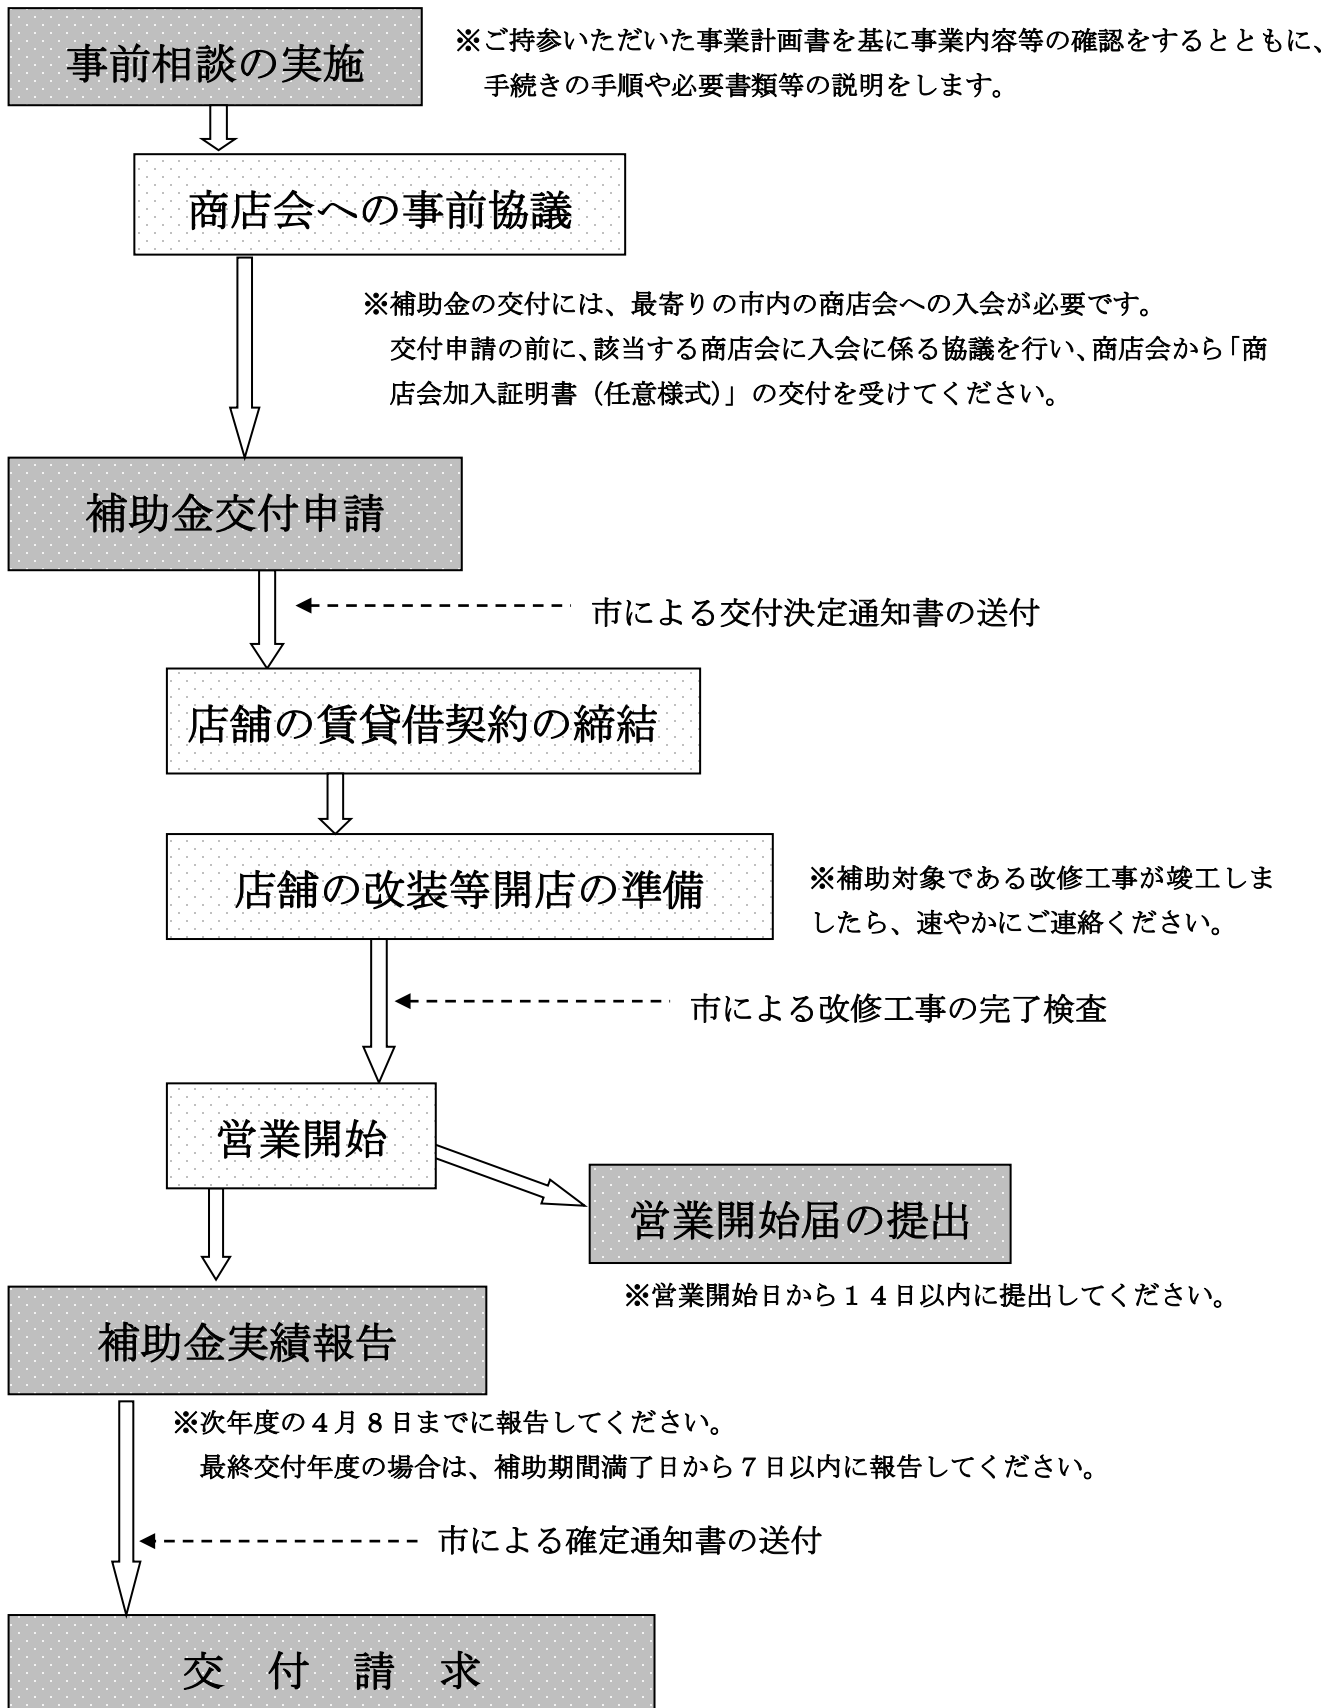 事前相談の実施
※ご持参いただいた事業計画書を基に事業内容等の確認をするとともに、
手続きの手順や必要書類等の説明をします。
商店会への事前協議
※補助金の交付には、最寄りの市内の商店会への入会が必要です。
交付申請の前に、該当する商店会に入会に係る協議を行い、商店会から「商
店会加入証明書（任意様式）」の交付を受けてください。
補助金交付申請
市による交付決定通知書の送付
店舗の賃貸借契約の締結
店舗の改装等開店の準備
※補助対象である改修工事が竣工しま
したら、速やかにご連絡ください。
市による改修工事の完了検査
営業開始
営業開始届の提出
※営業開始日から１４日以内に提出してください。
補助金実績報告
※次年度の４月８日までに報告してください。
最終交付年度の場合は、補助期間満了日から７日以内に報告してください。
市による確定通知書の送付
交　付　請　求